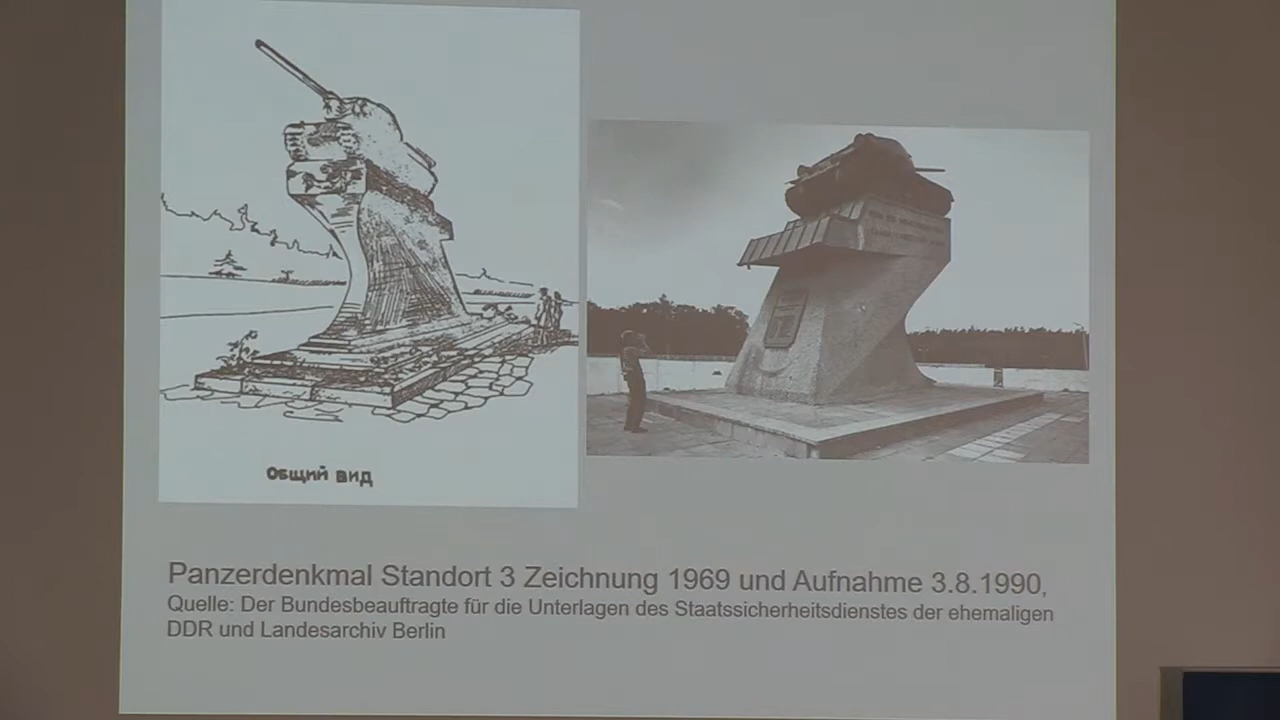 Общий вид
Panzerdenkmal Standort 3 Zeichnung 1969 und Aufnahme 3.8.1990,
Quelle: Der Bundesbeauftragte für die Unterlagen des Staatssicherheitsdienstes der ehemaligen
DDR und Landesarchiv Berlin